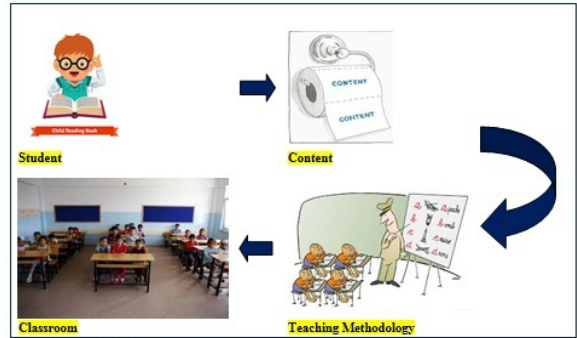 CONTENT
CONTENT
Child Reading Book
Student
Content
Classroom
Teaching Methodology